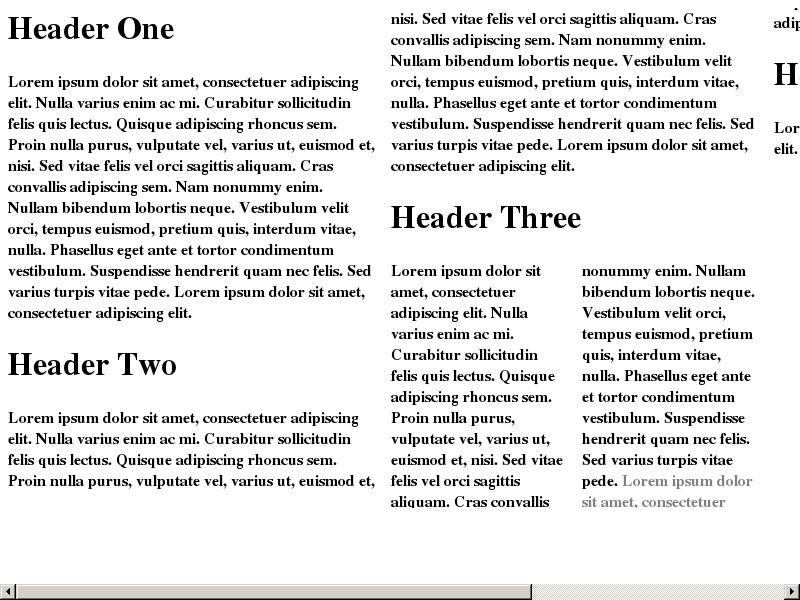 Header One
Lorem ipsum dolor sit amet, consectetuer adipiscing
elit. Nulla varius enim ac mi. Curabitur sollicitudin
felis quis lectus. Quisque adipiscing rhoncus sem.
Proin nulla purus, vulputate vel, varius ut, euismod et,
nisi. Sed vitae felis vel orci sagittis aliquam. Cras
convallis adipiscing sem. Nam nonummy enim.
Nullam bibendum lobortis neque. Vestibulum velit
orci, tempus euismod, pretium quis, interdum vitae,
nulla. Phasellus eget ante et tortor condimentum
vestibulum. Suspendisse hendrerit quam nec felis. Sed
varius turpis vitae pede. Lorem ipsum dolor sit amet,
consectetuer adipiscing elit.
Header Two
Lorem ipsum dolor sit amet, consectetuer adipiscing
elit. Nulla varius enim ac mi. Curabitur sollicitudin
felis quis lectus. Quisque adipiscing rhoncus sem.
Proin nulla purus, vulputate vel, varius ut, euismod et,
nisi. Sed vitae felis vel orci sagittis aliquam. Cras
convallis adipiscing sem. Nam nonummy enim.
Nullam bibendum lobortis neque. Vestibulum velit
orci, tempus euismod, pretium quis, interdum vitae,
nulla. Phasellus eget ante et tortor condimentum
vestibulum. Suspendisse hendrerit quam nec felis. Sed
varius turpis vitae pede. Lorem ipsum dolor sit amet,
consectetuer adipiscing elit.
Header Three
Lorem ipsum dolor sit
amet, consectetuer
adipiscing elit. Nulla
varius enim ac mi.
Curabitur sollicitudin
felis quis lectus. Quisque
adipiscing rhoncus sem.
Proin nulla purus,
vulputate vel, varius ut,
euismod et, nisi. Sed vitae
felis vel orci sagittis
aliquam. Cras convallis
nonummy enim. Nullam
bibendum lobortis neque.
Vestibulum velit orci,
tempus euismod, pretium
quis, interdum vitae,
nulla. Phasellus eget ante
et tortor condimentum
vestibulum. Suspendisse
hendrerit quam nec felis.
Sed varius turpis vitae
pede. Lorem ipsum dolor
sit amet, consectetuer
elit.